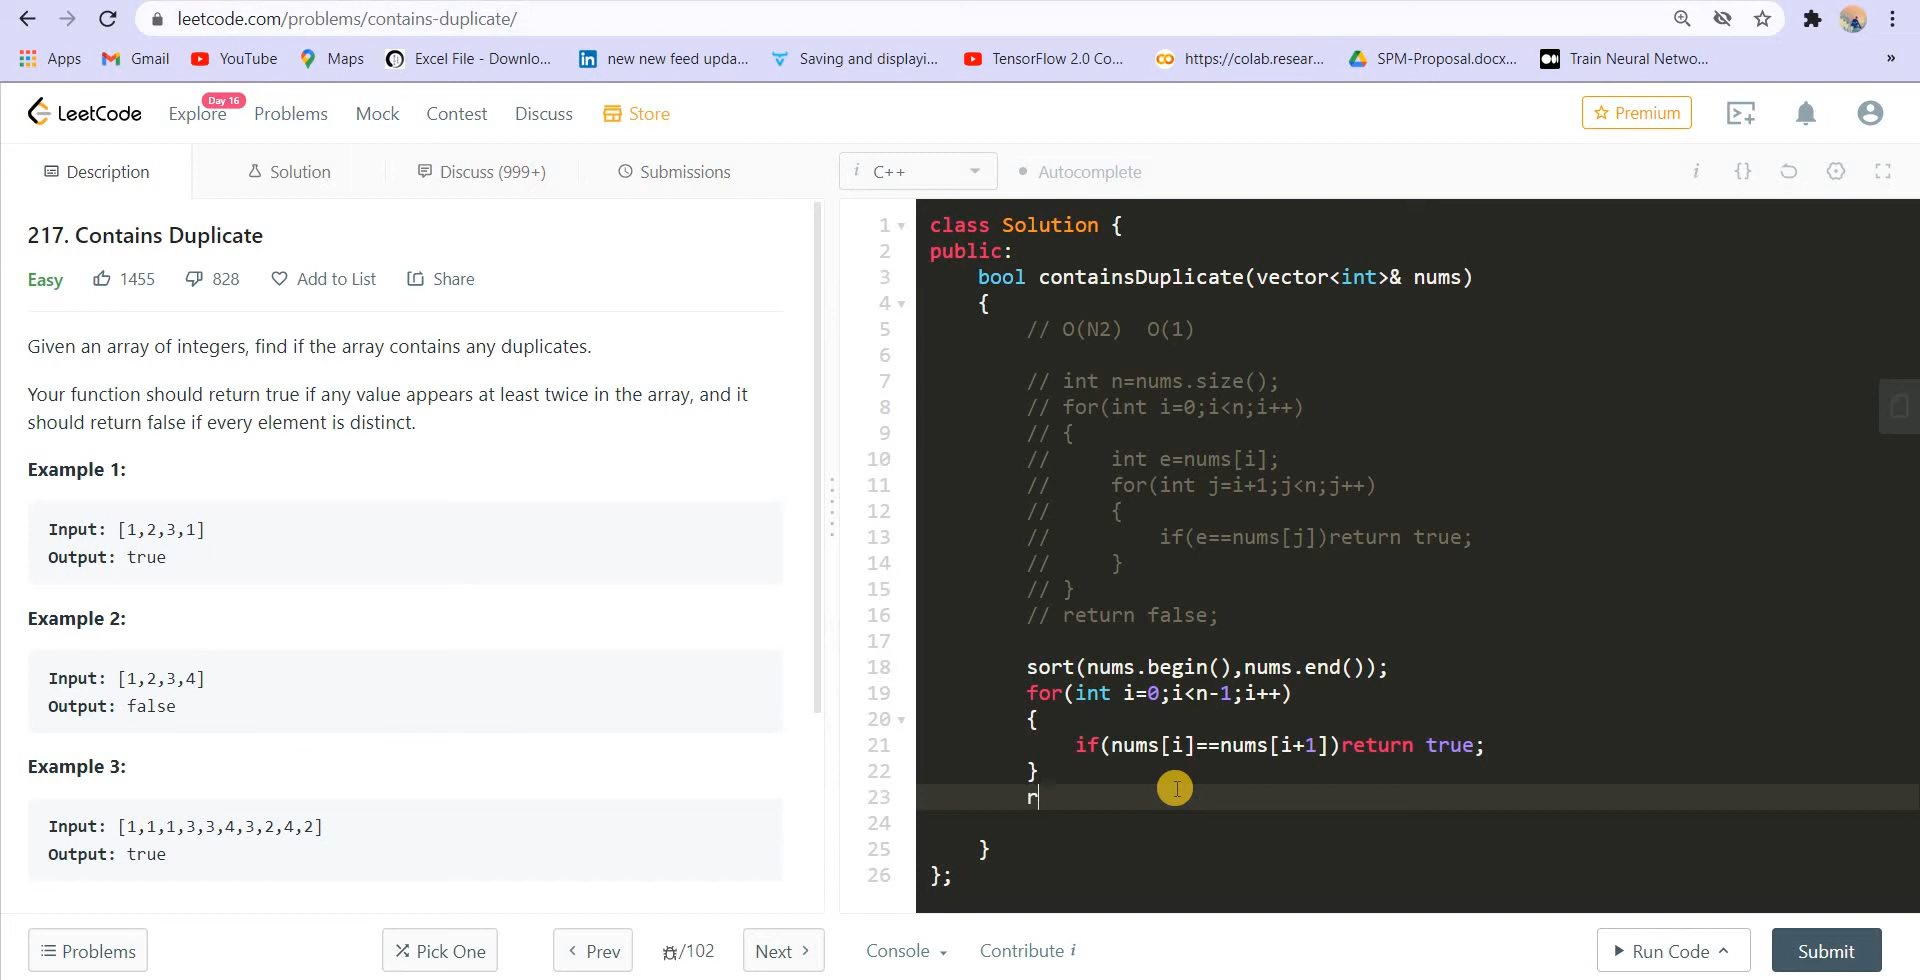 leetcode.com/problems/contains-duplicate/
Apps Gmail YouTube Maps Excel File - Downlo... new new feed upda... Saving and displayi... TensorFlow 2.0 Co... https://colab.resear... SPM-Proposal.docx... Train Neural Netwo... »
LeetCode Explore Day 16 Problems Mock Contest Discuss Store Premium
Description Solution Discuss (999+) Submissions
i C++ Autocomplete i {}
217. Contains Duplicate
Easy 1455 828 Add to List Share
Given an array of integers, find if the array contains any duplicates.
Your function should return true if any value appears at least twice in the array, and it
should return false if every element is distinct.
Example 1:
Input: [1,2,3,1]
Output: true
Example 2:
Input: [1,2,3,4]
Output: false
Example 3:
Input: [1,1,1,3,3,4,3,2,4,2]
Output: true
1 class Solution {
2 public:
3 bool containsDuplicate(vector<int>& nums)
4 {
5 // O(N2)  O(1)
6
7 // int n=nums.size();
8 // for(int i=0;i<n;i++)
9 // {
10 //     int e=nums[i];
11 //     for(int j=i+1;j<n;j++)
12 //     {
13 //         if(e==nums[j])return true;
14 //     }
15 // }
16 // return false;
17
18 sort(nums.begin(),nums.end());
19 for(int i=0;i<n-1;i++)
20 {
21 if(nums[i]==nums[i+1])return true;
22 }
23 r
24
25 }
26 };
Problems Pick One Prev /102 Next Console Contribute i Run Code Submit